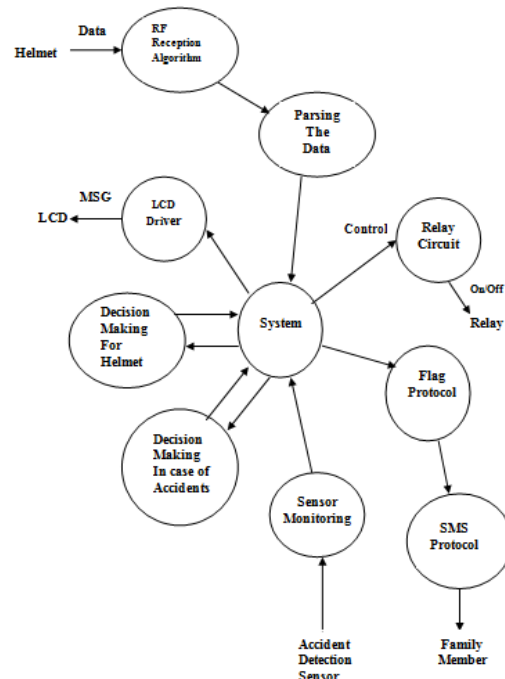 Data
Helmet
RF
Reception
Algorithm
Parsing
The
Data
MSG
LCD
LCD
Driver
Control
Relay
Circuit
On/Off
Relay
Decision
Making
For
Helmet
System
Flag
Protocol
Decision
Making
In case of
Accidents
Sensor
Monitoring
SMS
Protocol
Accident
Detection
Sensor
Family
Member